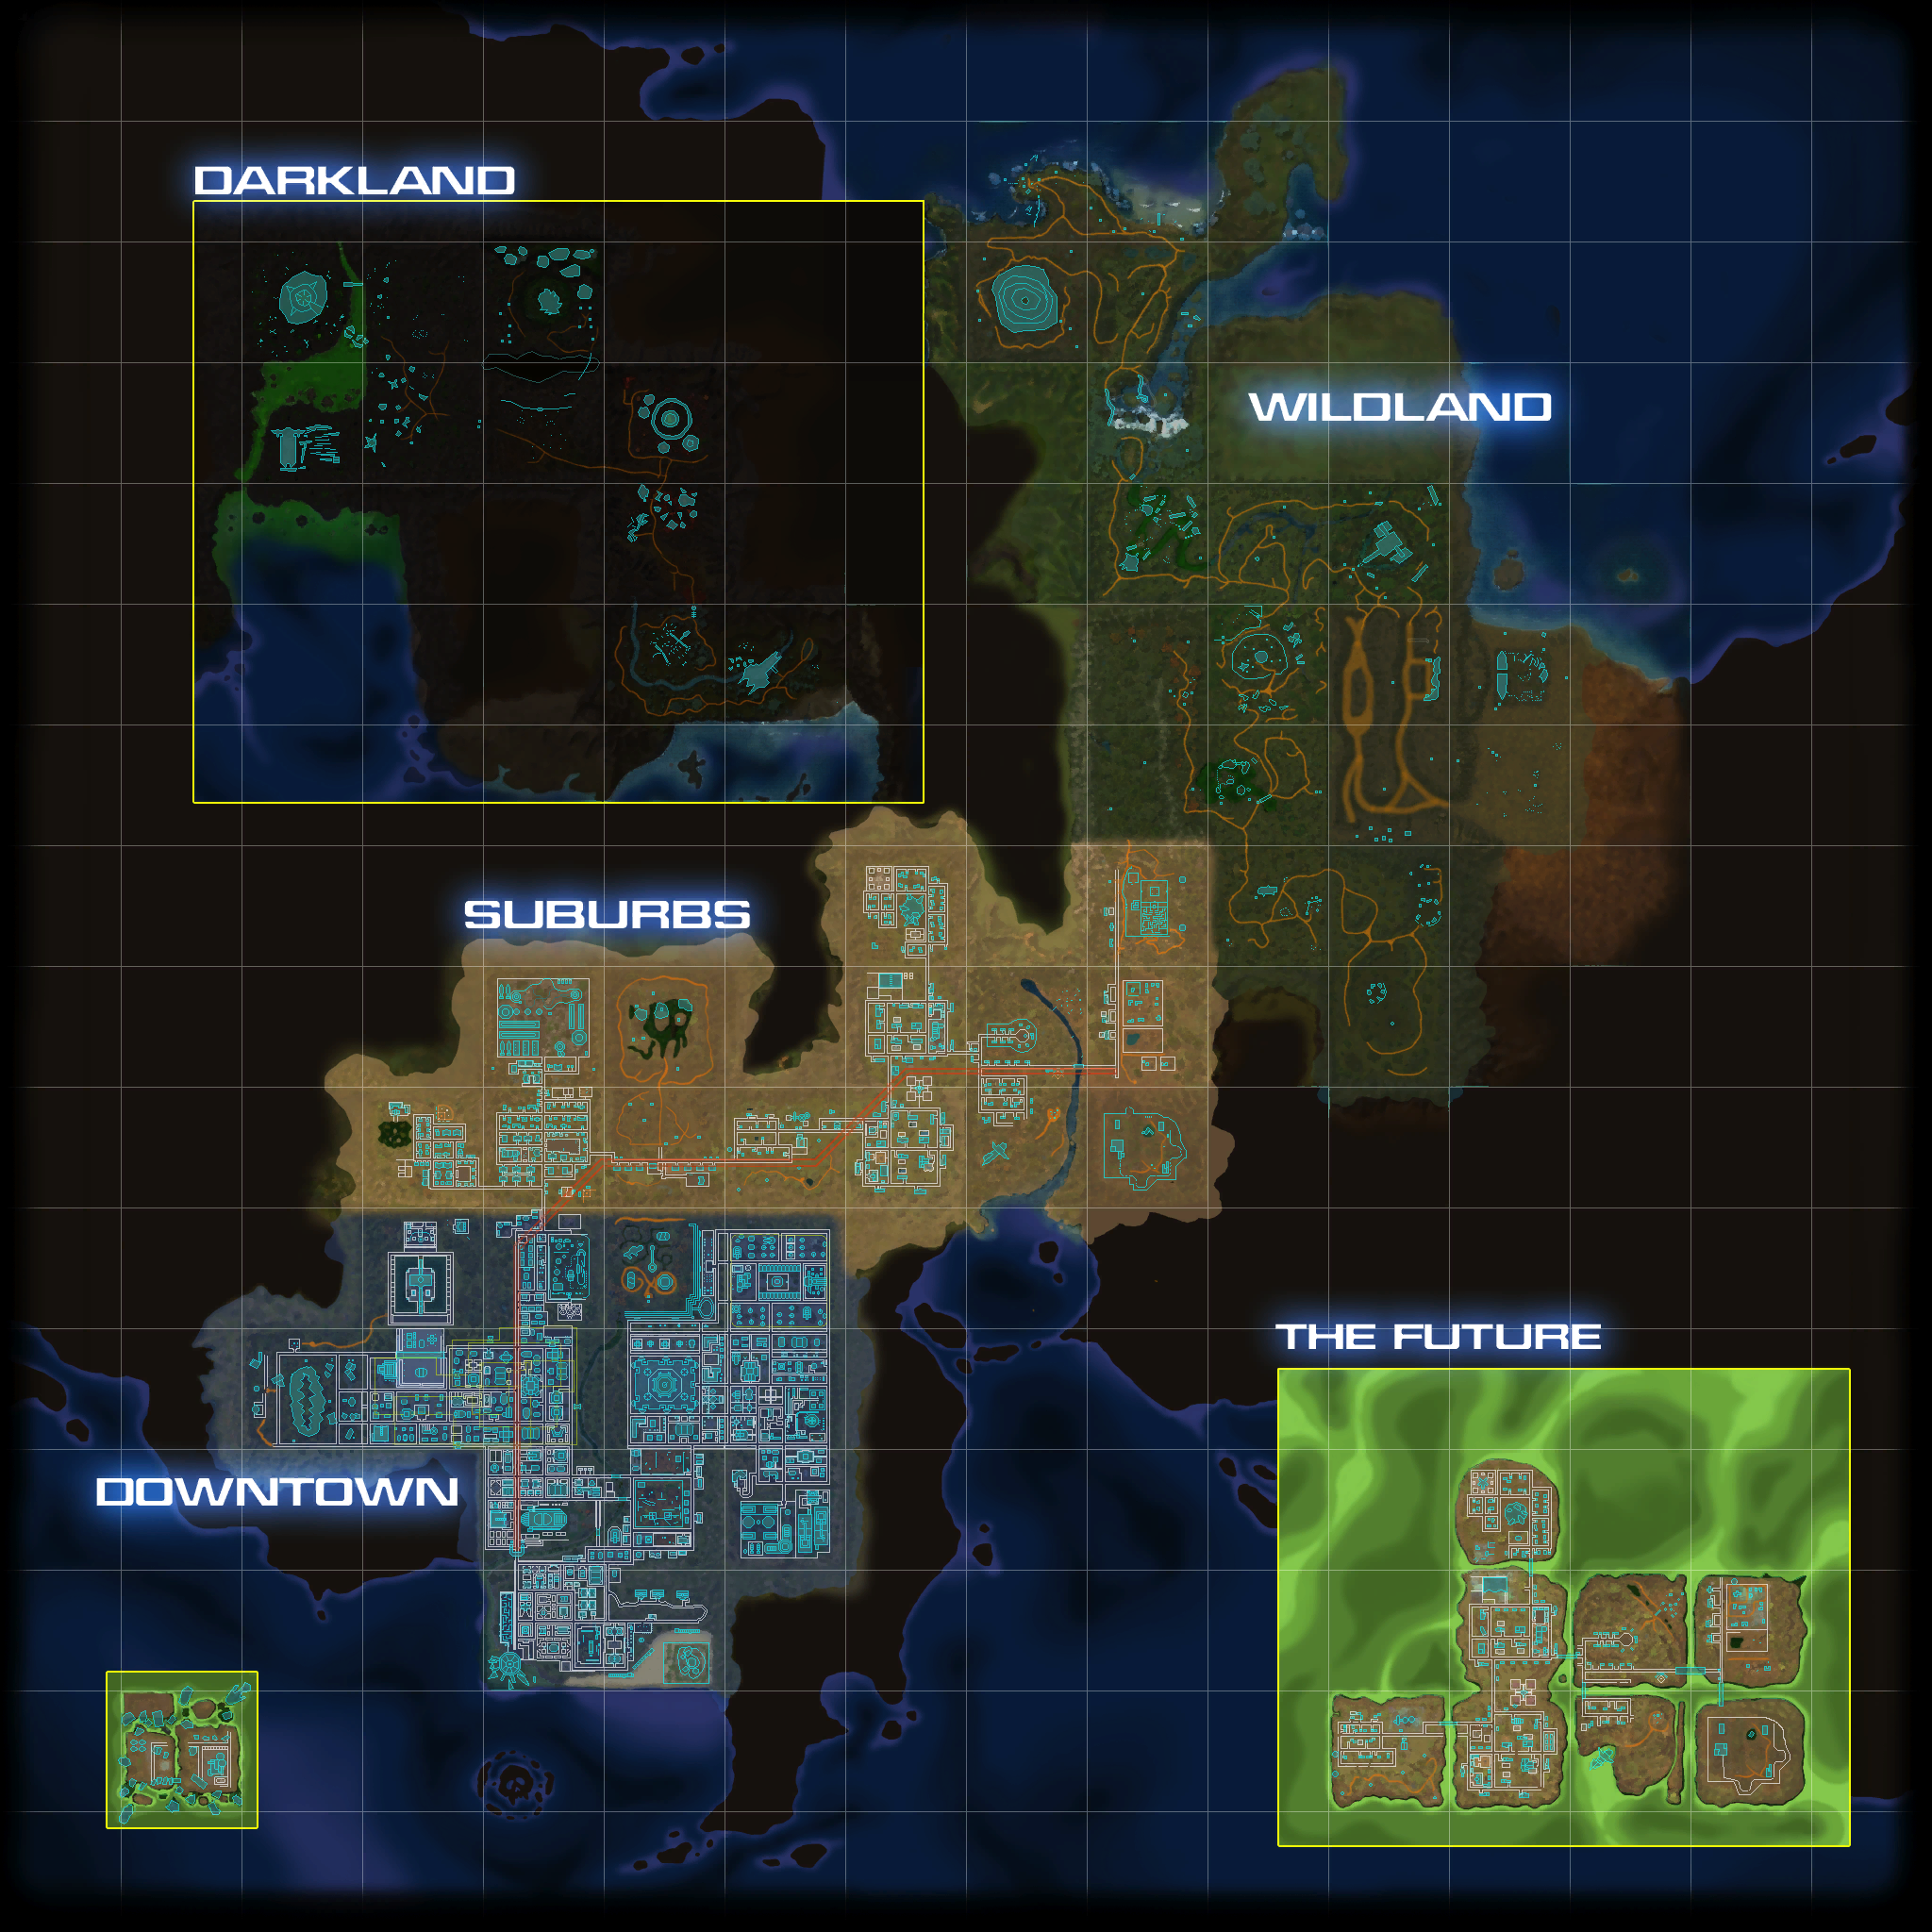 DARKLAND
WILDLAND
SUBURBS
THE FUTURE
DOWNTOWN